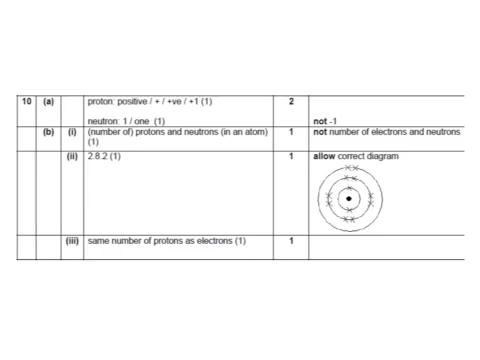 10 (a) proton: positive / + / +ve / +1 (1) 2
neutron: 1 / one (1) not -1
(b) (i) (number of) protons and neutrons (in an atom) 1 not number of electrons and neutrons
(1)
(ii) 2.8.2 (1) 1 allow correct diagram
(iii) same number of protons as electrons (1) 1